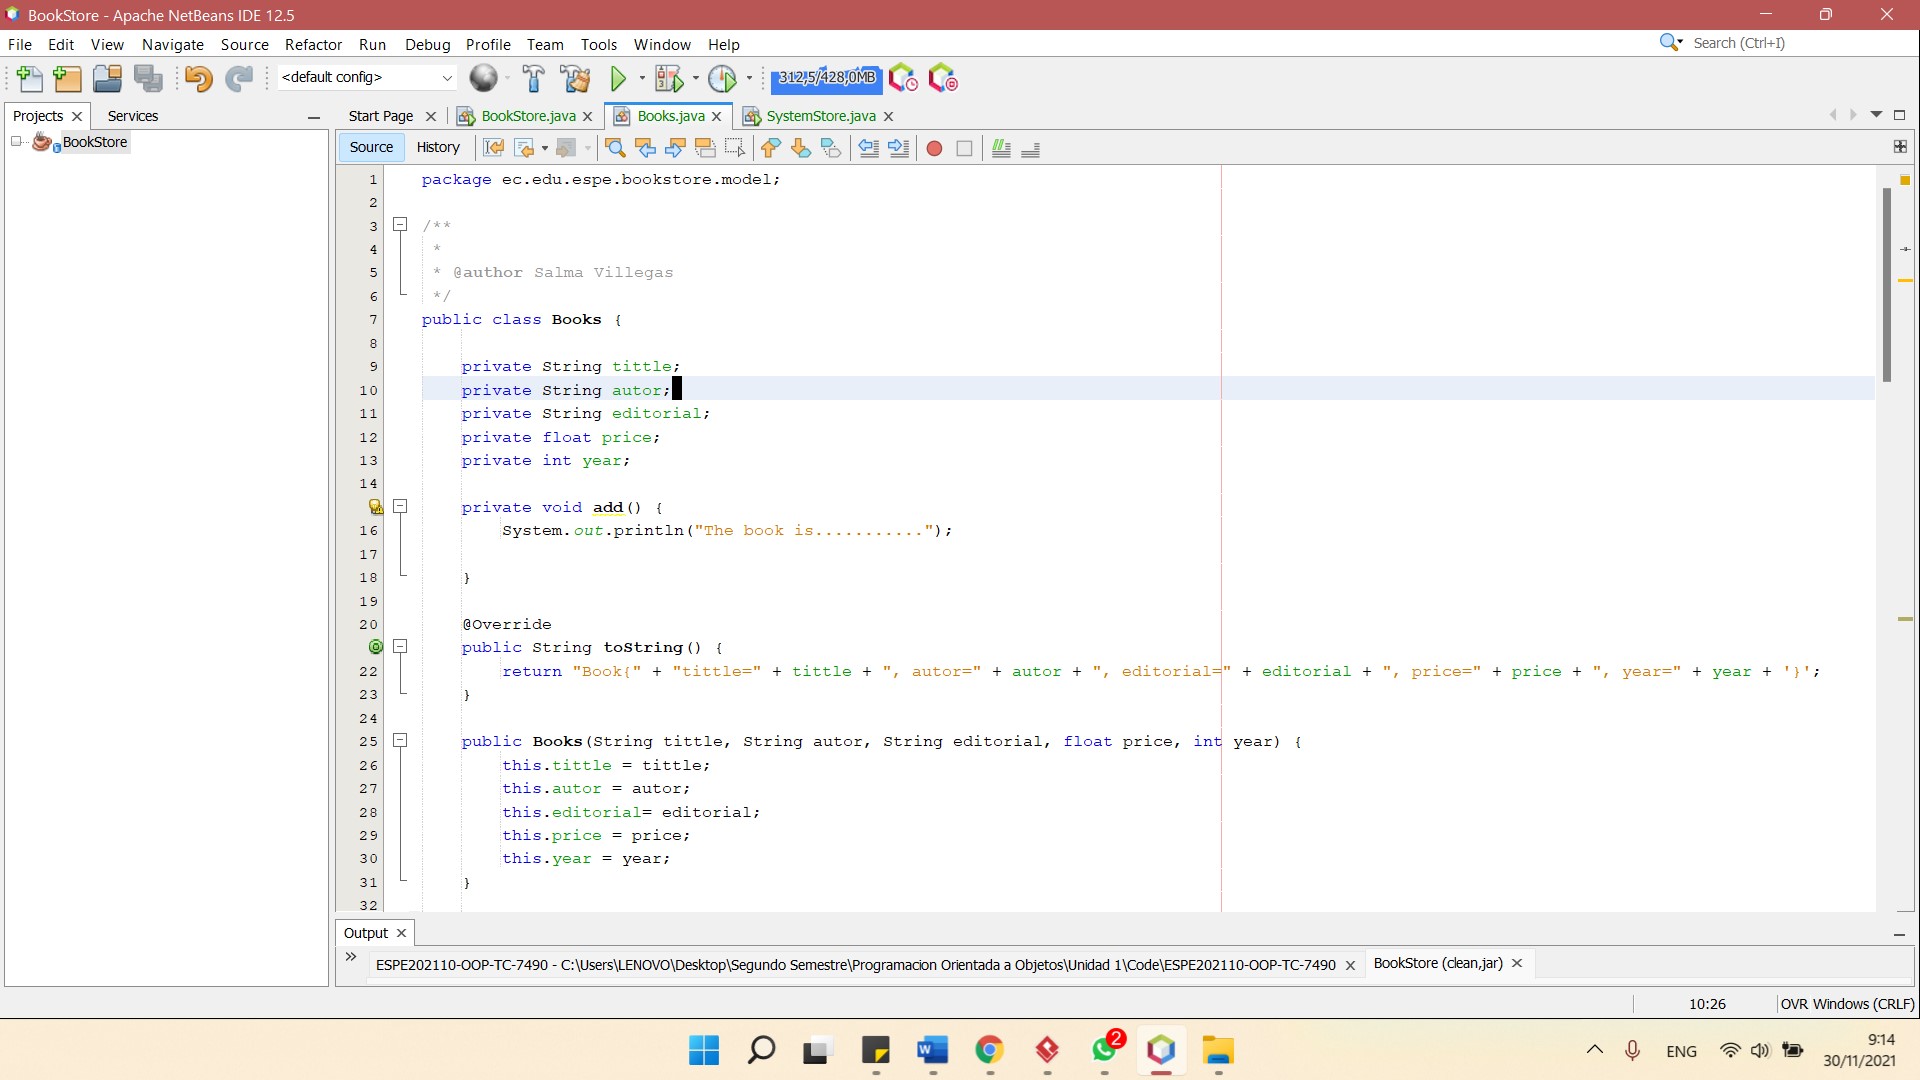 BookStore - Apache NetBeans IDE 12.5
File Edit View Navigate Source Refactor Run Debug Profile Team Tools Window Help
Search (Ctrl+I)
<default config>
312,5/428,0MB
Projects Services
Start Page BookStore.java Books.java SystemStore.java
BookStore
Source History
1 package ec.edu.espe.bookstore.model;
2
3 /**
4 *
5 * @author Salma Villegas
6 */
7 public class Books {
8
9 private String tittle;
10 private String autor;
11 private String editorial;
12 private float price;
13 private int year;
14
private void add() {
16 System.out.println("The book is...........");
17
18 }
19
20 @Override
public String toString() {
22 return "Book{" + "tittle=" + tittle + ", autor=" + autor + ", editorial=" + editorial + ", price=" + price + ", year=" + year + '}';
23 }
24
25 public Books(String tittle, String autor, String editorial, float price, int year) {
26 this.tittle = tittle;
27 this.autor = autor;
28 this.editorial= editorial;
29 this.price = price;
30 this.year = year;
31 }
32
Output
ESPE202110-OOP-TC-7490 - C:\Users\LENOVO\Desktop\Segundo Semestre\Programacion Orientada a Objetos\Unidad 1\Code\ESPE202110-OOP-TC-7490 BookStore (clean,jar)
10:26 OVR Windows (CRLF)
2
ENG
9:14
30/11/2021